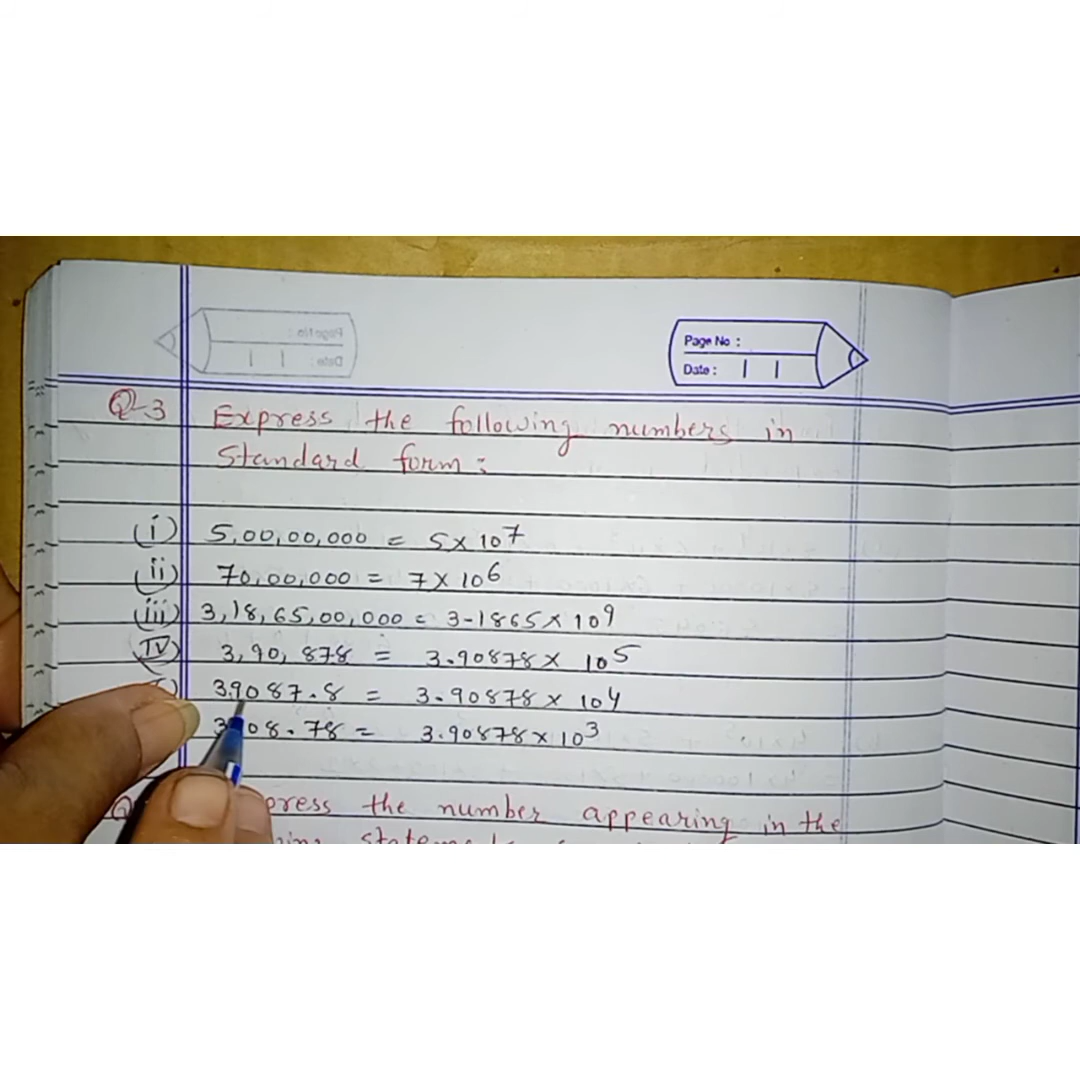 Page No :
Date :
Q-3 Express the following numbers in
Standard form :
(i) 5,00,00,000 = 5×10⁷
(ii) 70,00,000 = 7×10⁶
(iii) 3,18,65,00,000 = 3-1865×10⁹
(IV) 3,90,878 = 3.90878×10⁵
39087.8 = 3.90878×10⁴
3908.78 = 3.90878×10³
the number appearing in the